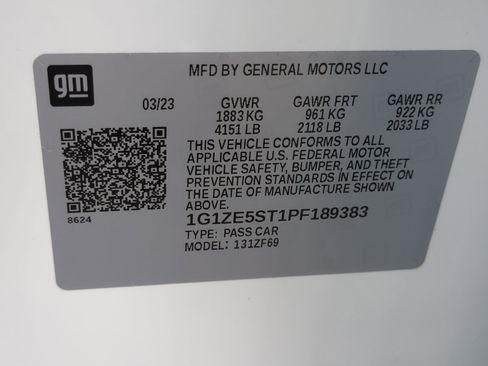 gm
MFD BY GENERAL MOTORS LLC
03/23 GVWR GAWR FRT GAWR RR
1883 KG 961 KG 922 KG
4151 LB 2118 LB 2033 LB
THIS VEHICLE CONFORMS TO ALL
APPLICABLE U.S. FEDERAL MOTOR
VEHICLE SAFETY, BUMPER, AND THEFT
PREVENTION STANDARDS IN EFFECT ON
THE DATE OF MANUFACTURE SHOWN
ABOVE.
8624
1G1ZE5ST1PF189383
TYPE: PASS CAR
MODEL: 131ZF69